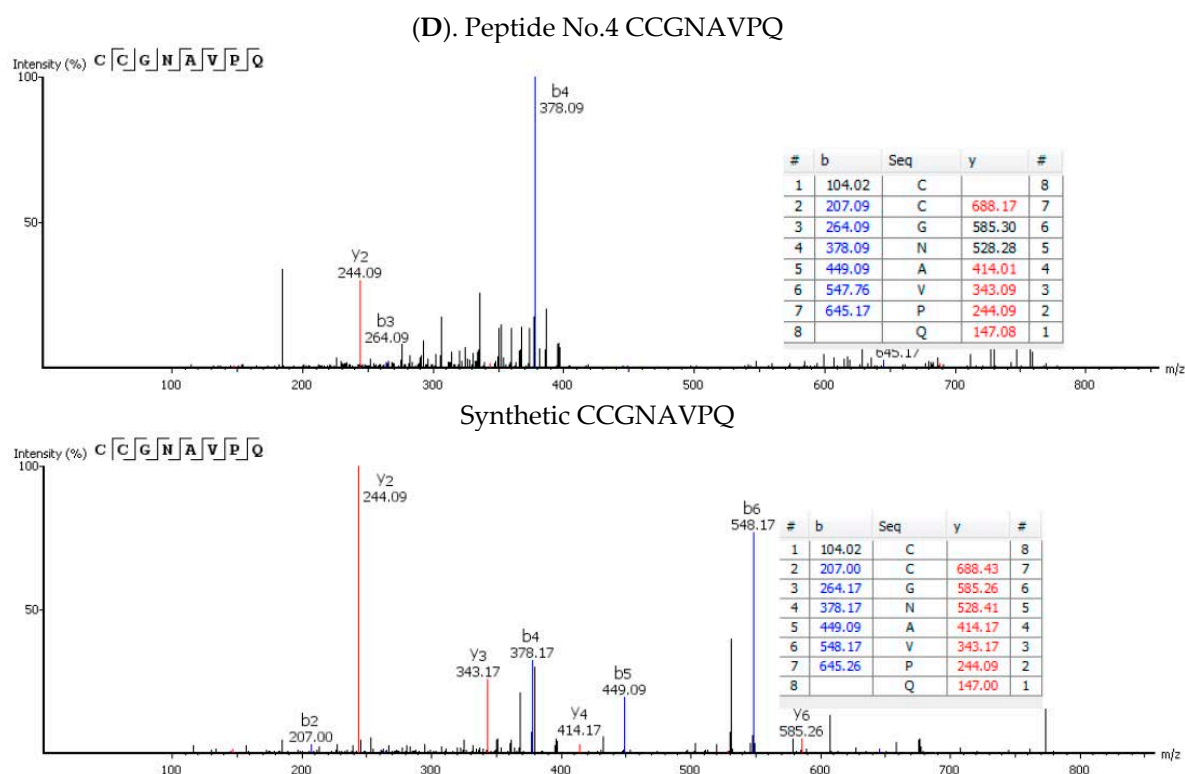 (D). Peptide No.4 CCGNAVPQ
Intensity (%) C C G N A V P Q
100
b4
378.09
# b Seq y #
1 104.02 C 8
2 207.09 C 688.17 7
3 264.09 G 585.30 6
4 378.09 N 528.28 5
5 449.09 A 414.01 4
6 547.76 V 343.09 3
7 645.17 P 244.09 2
8 Q 147.08 1
50
y2
244.09
b3
264.09
645.17
100 200 300 400 500 600 700 800 m/z
Synthetic CCGNAVPQ
Intensity (%) C C G N A V P Q
100
y2
244.09
b6
548.17
# b Seq y #
1 104.02 C 8
2 207.00 C 688.43 7
3 264.17 G 585.26 6
4 378.17 N 528.41 5
5 449.09 A 414.17 4
6 548.17 V 343.17 3
7 645.26 P 244.09 2
8 Q 147.00 1
50
y3
343.17
b4
378.17
b5
449.09
y4
414.17
y6
585.26
b2
207.00
100 200 300 400 500 600 700 800 m/z